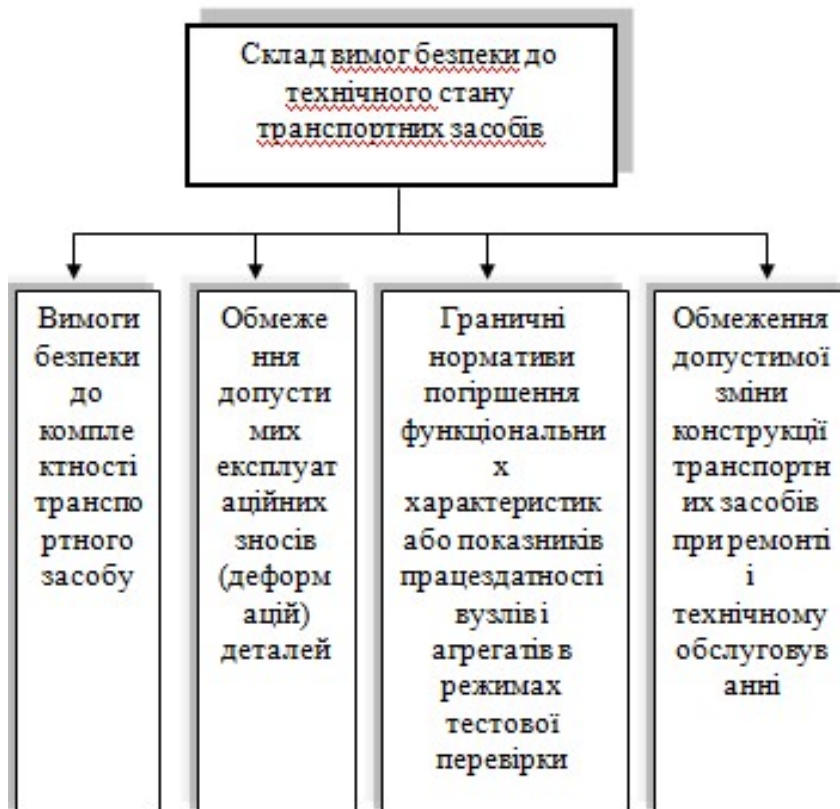 Склад вимог безпеки до
технічного стану
транспортних засобів
Вимоги
безпеки
до
компле
ктності
транспо
ртного
засобу
Обмеже
ння
допусти
мих
експлуат
аційних
зносів
(деформ
ацій)
деталей
Граничні
нормативи
погіршення
функціональни
х
характеристик
або показників
працездатності
вузлів і
агрегатів в
режимах
тестової
перевірки
Обмеження
допустимої
зміни
конструкції
транспортн
их засобів
при ремонті
і
технічному
обслуговув
анні